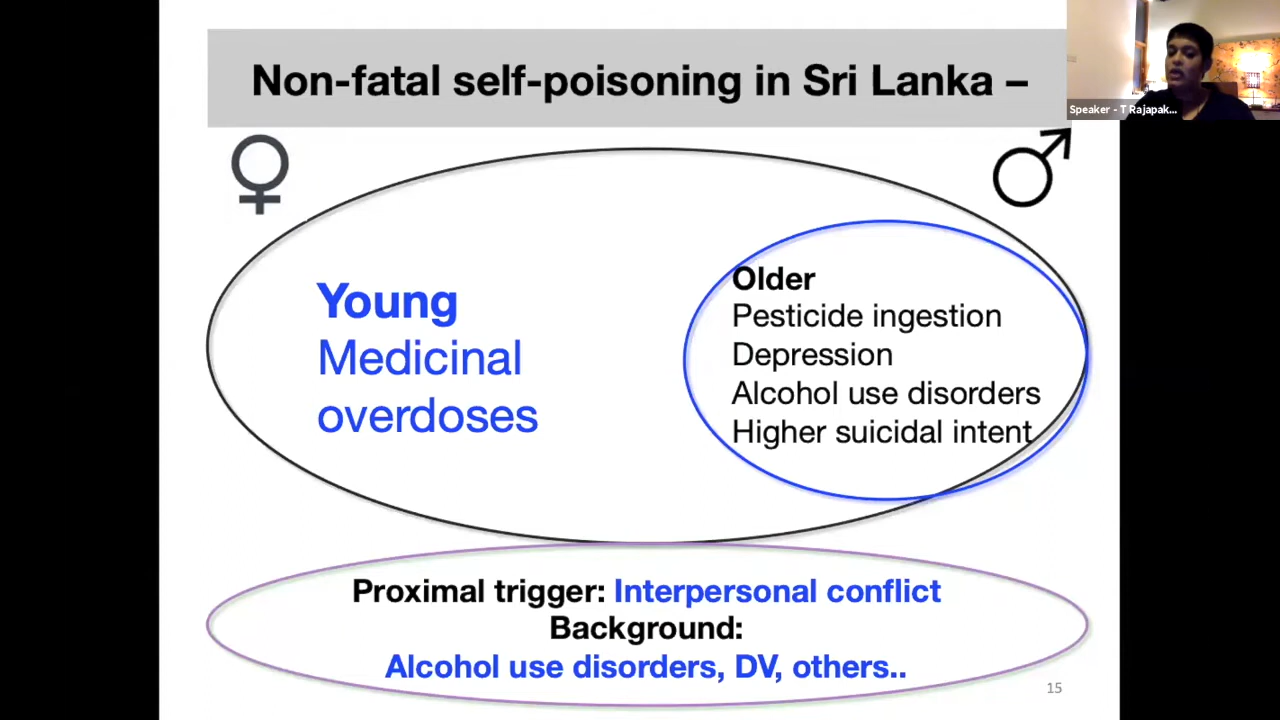 Non-fatal self-poisoning in Sri Lanka –
Speaker - T Rajapak...
Young
Medicinal
overdoses
Older
Pesticide ingestion
Depression
Alcohol use disorders
Higher suicidal intent
Proximal trigger: Interpersonal conflict
Background:
Alcohol use disorders, DV, others..
15